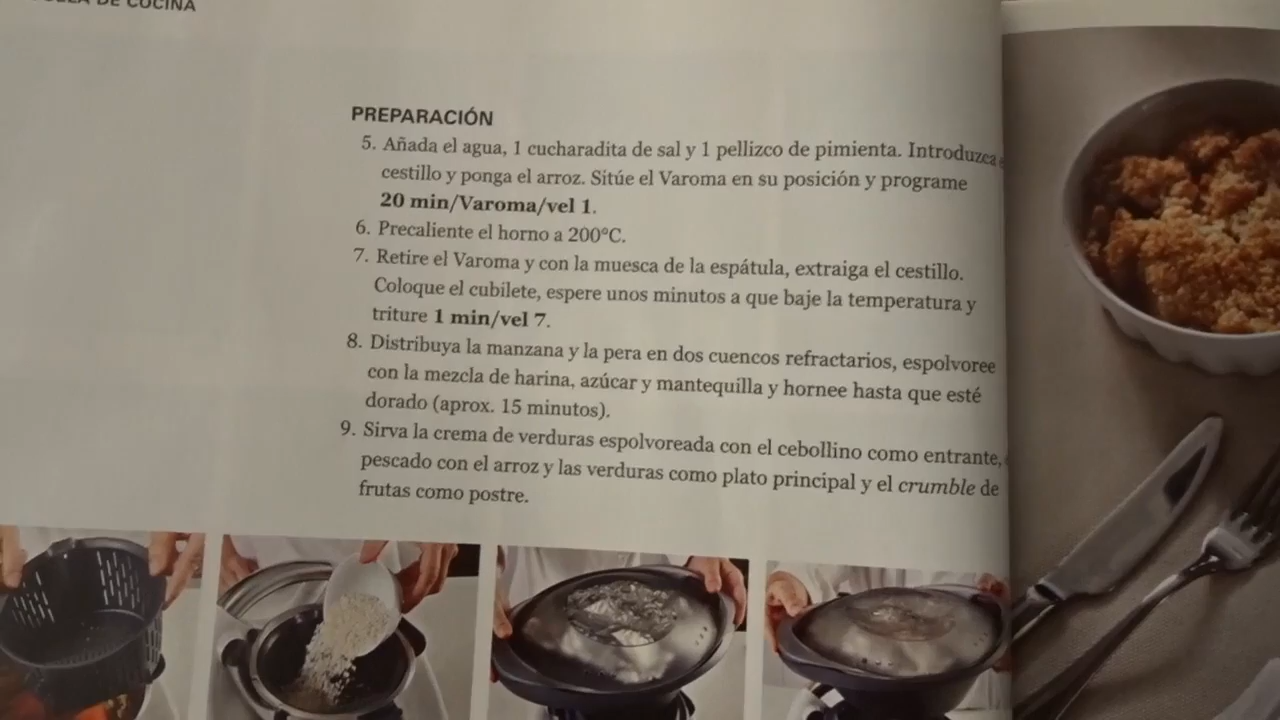 DE COCINA
PREPARACIÓN
5. Añada el agua, 1 cucharadita de sal y 1 pellizco de pimienta. Introduzca
cestillo y ponga el arroz. Sitúe el Varoma en su posición y programe
20 min/Varoma/vel 1.
6. Precaliente el horno a 200°C.
7. Retire el Varoma y con la muesca de la espátula, extraiga el cestillo.
Coloque el cubilete, espere unos minutos a que baje la temperatura y
triture 1 min/vel 7.
8. Distribuya la manzana y la pera en dos cuencos refractarios, espolvoree
con la mezcla de harina, azúcar y mantequilla y hornee hasta que esté
dorado (aprox. 15 minutos).
9. Sirva la crema de verduras espolvoreada con el cebollino como entrante,
pescado con el arroz y las verduras como plato principal y el crumble de
frutas como postre.